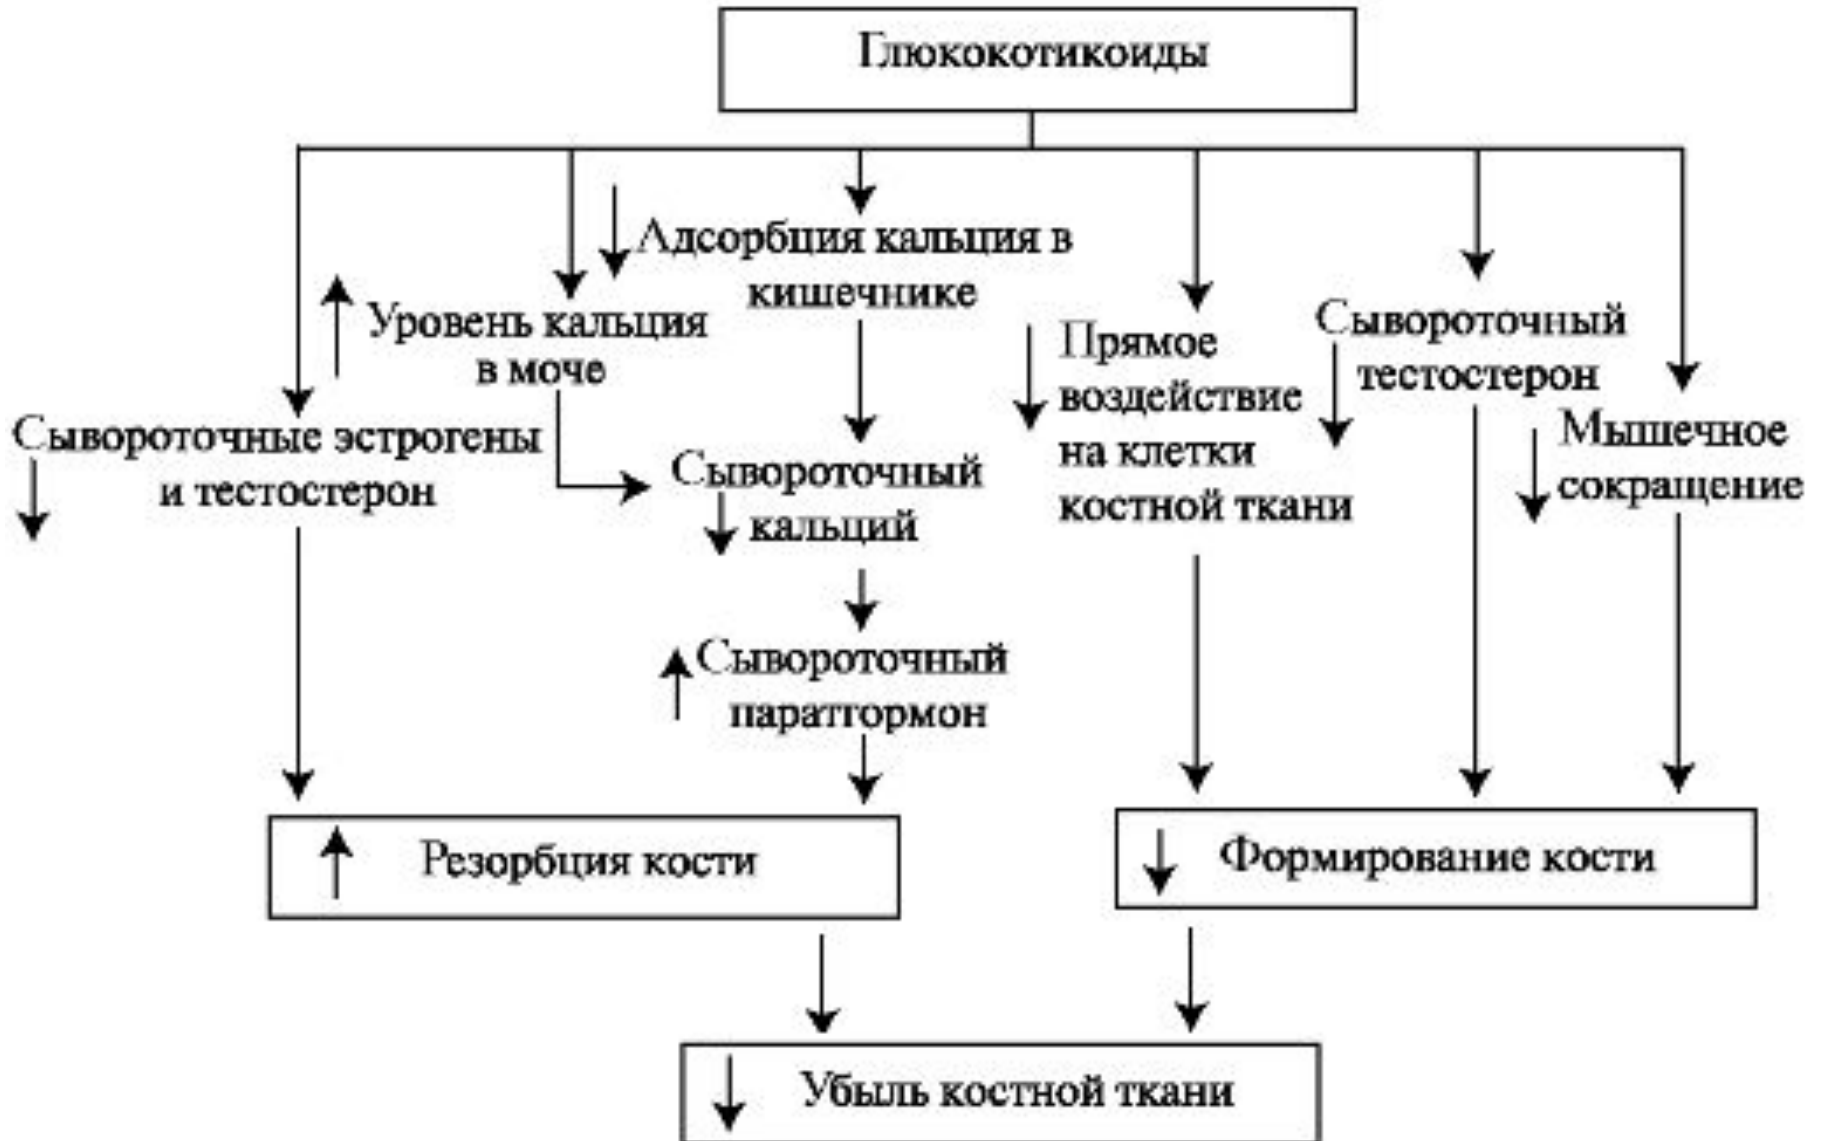 Глюкокотикоиды
Адсорбция кальция в
кишечнике
Уровень кальция
в моче
Сывороточные эстрогены
и тестостерон
Сывороточный
кальций
Сывороточный
параттормон
Прямое
воздействие
на клетки
костной ткани
Сывороточный
тестостерон
Мышечное
сокращение
Резорбция кости
Формирование кости
Убыль костной ткани